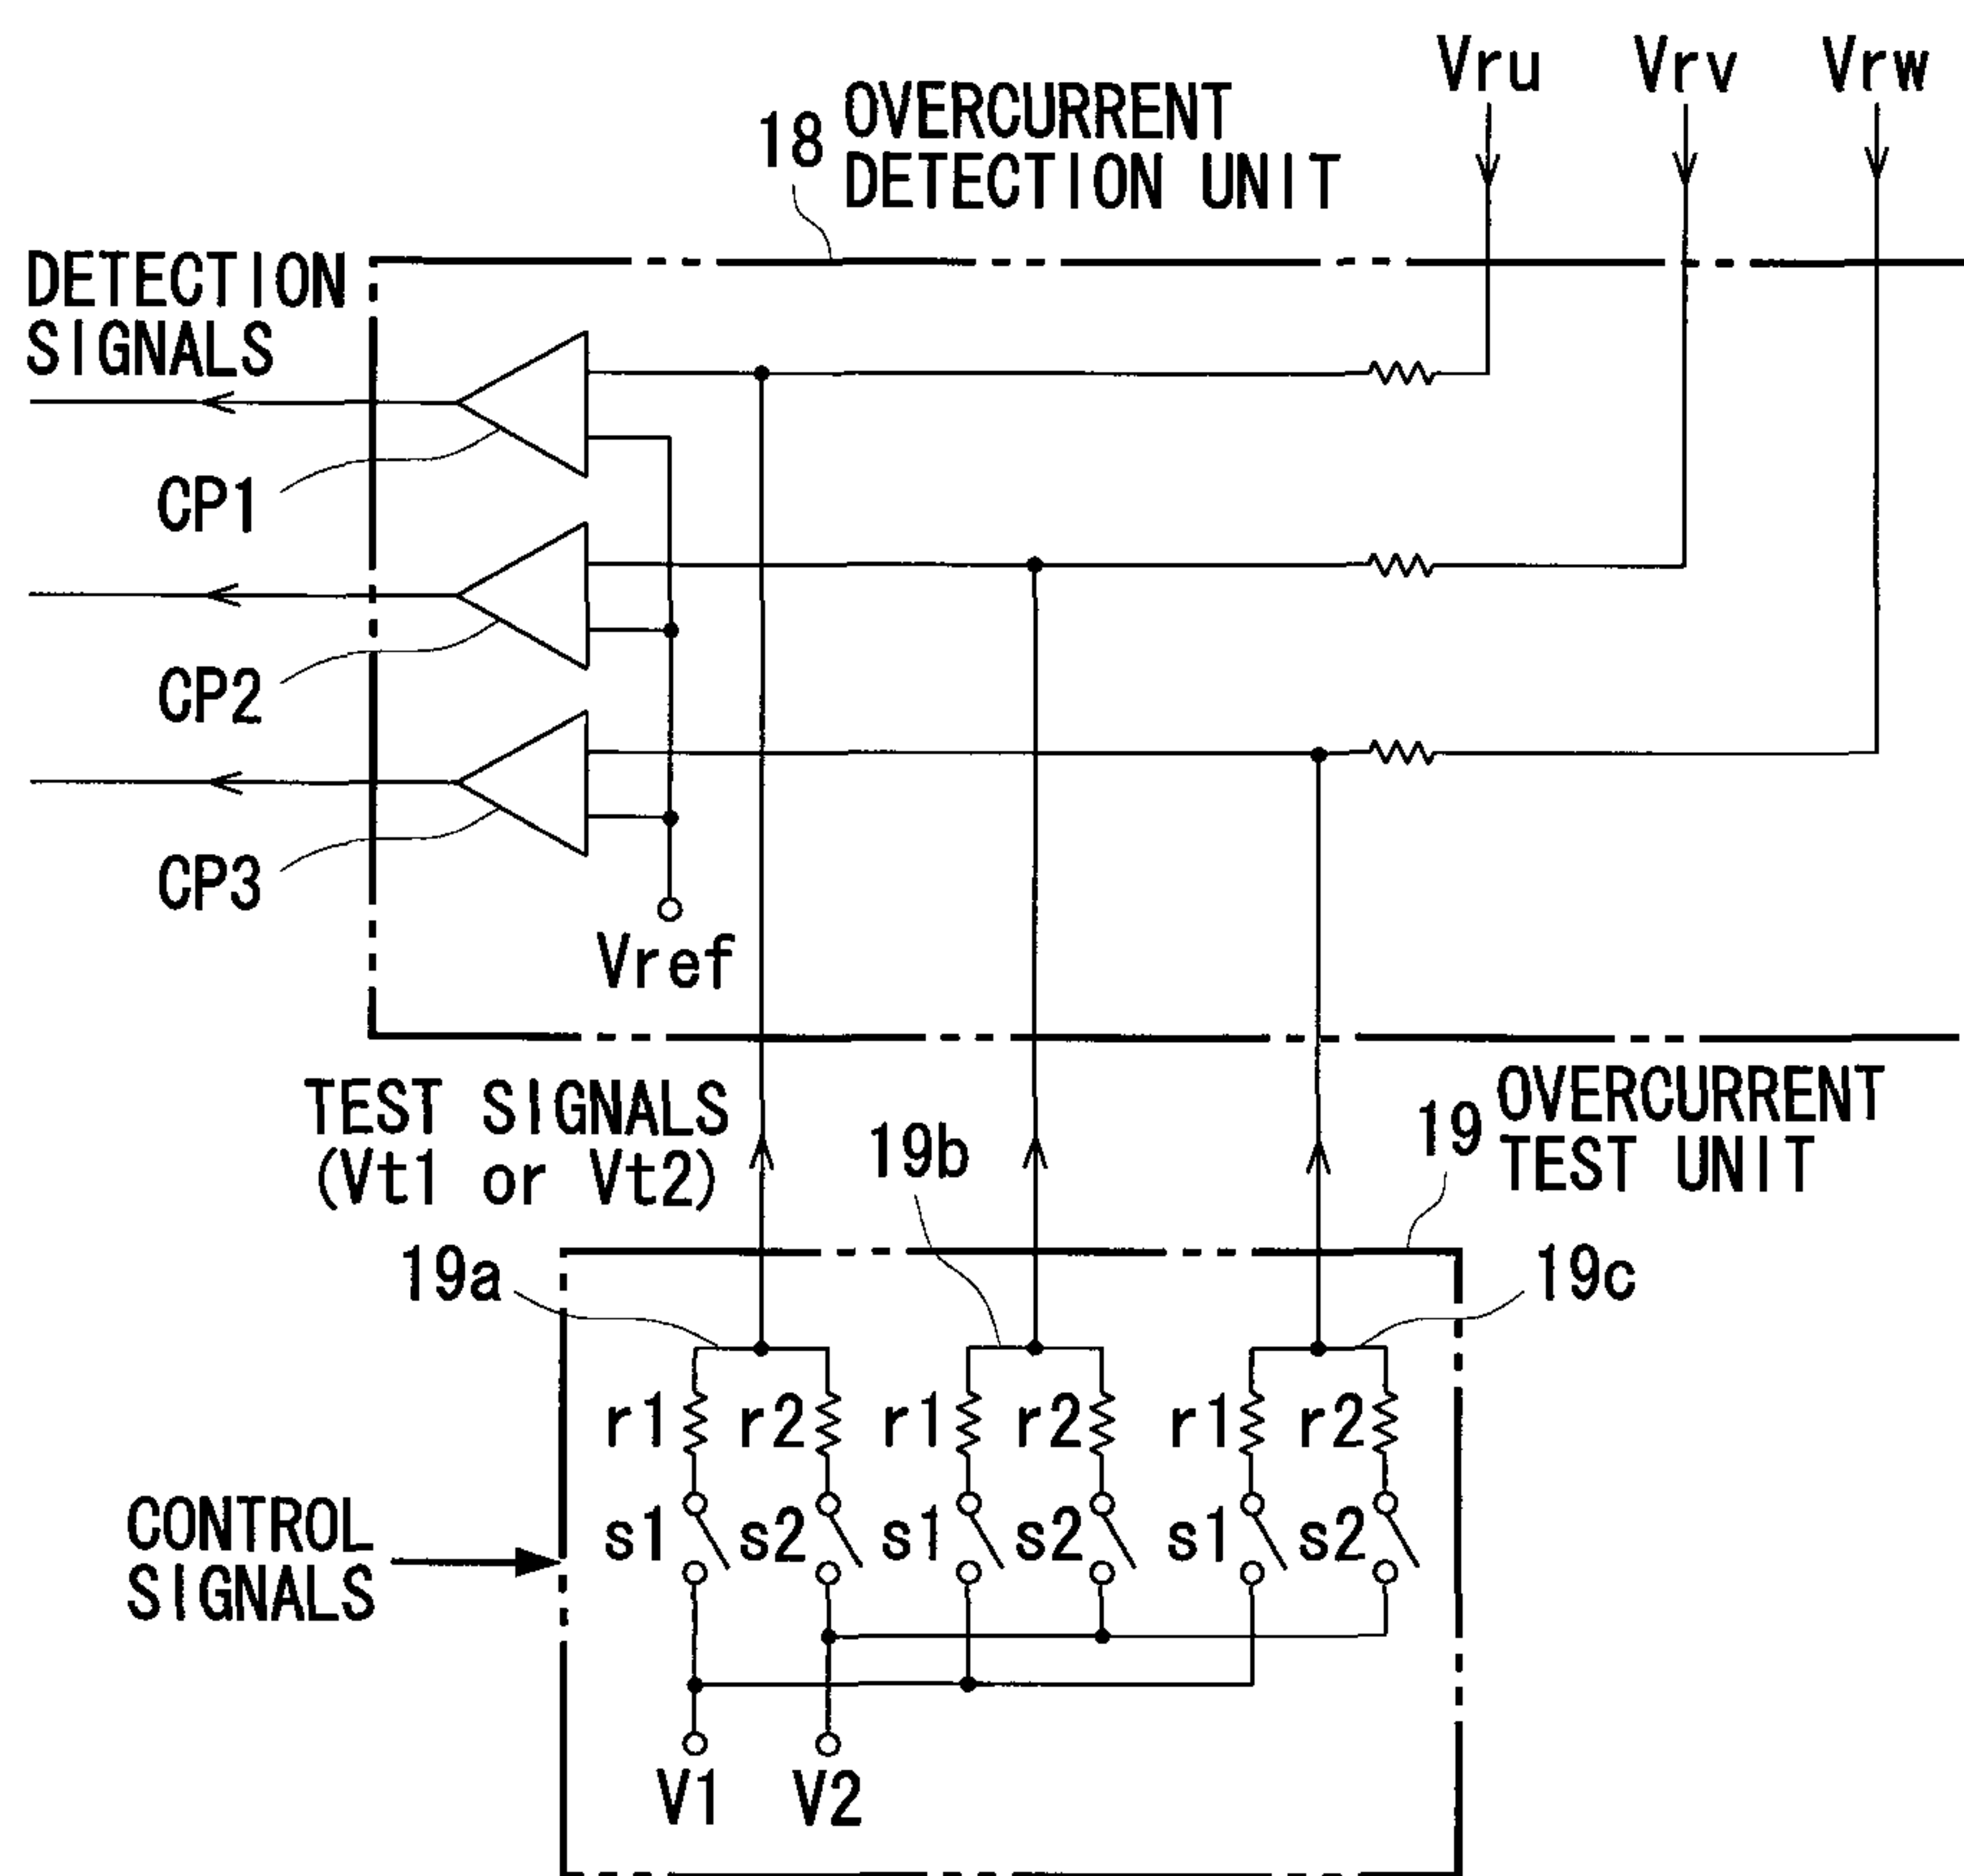 Vru Vrv Vrw
18 OVERCURRENT
DETECTION UNIT
DETECTION
SIGNALS
CP1
CP2
CP3
Vref
TEST SIGNALS
(Vt1 or Vt2)
19b
19 OVERCURRENT
TEST UNIT
19a
19c
r1 r2 r1 r2 r1 r2
s1 s2 s1 s2 s1 s2
CONTROL
SIGNALS
V1 V2